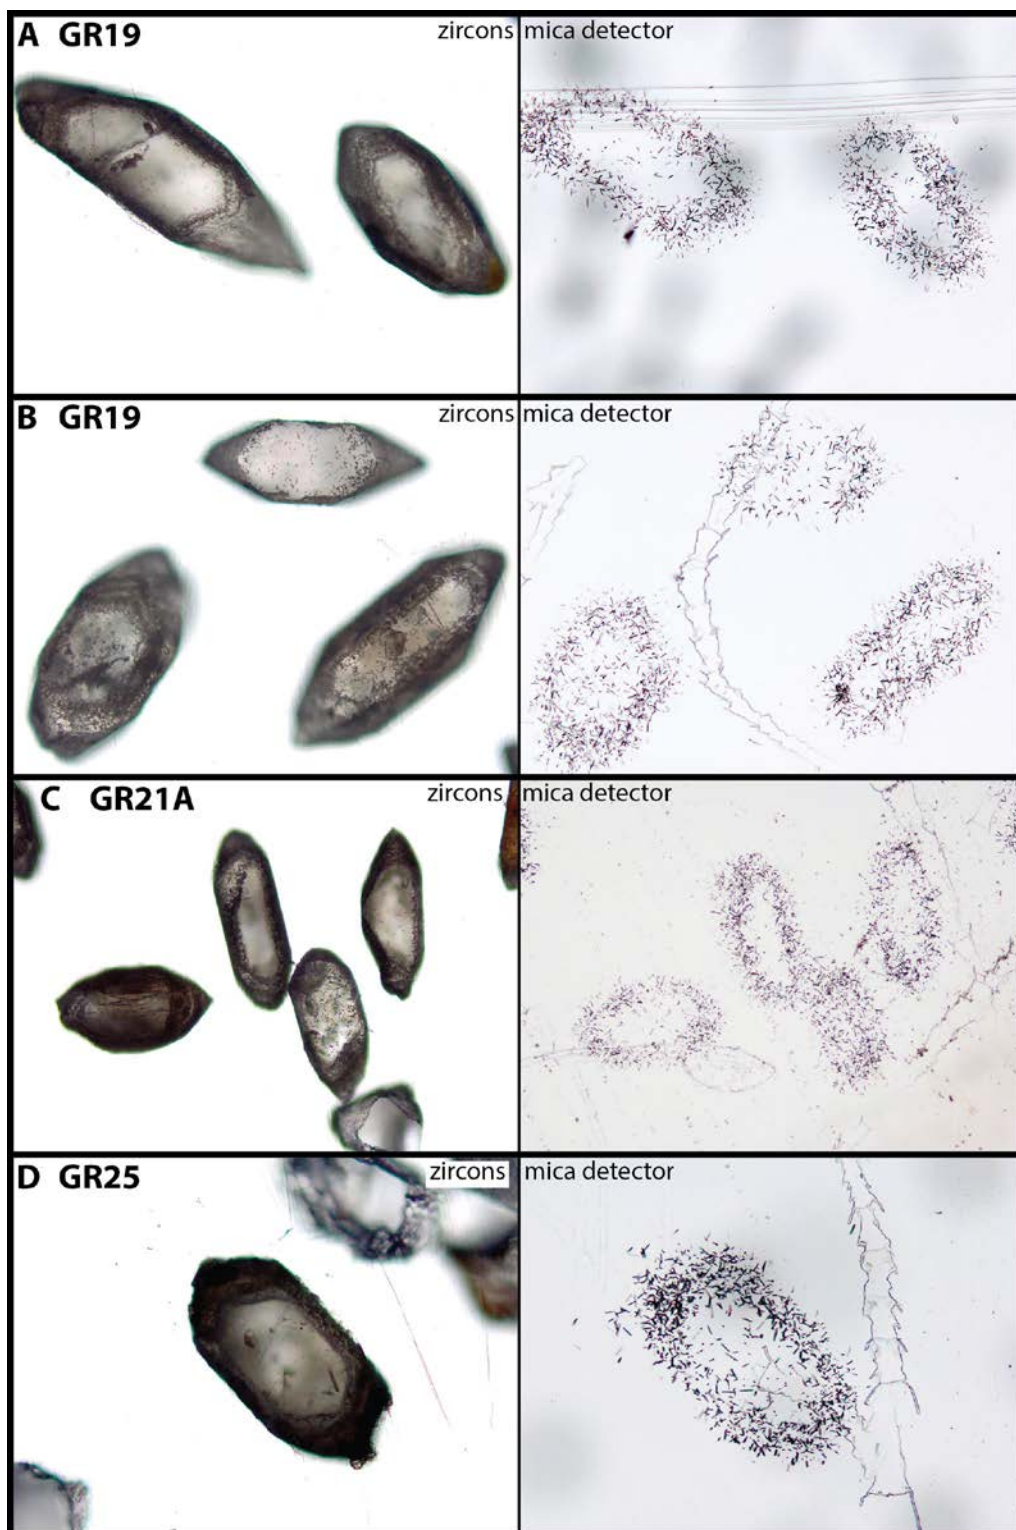 A GR19
zircons
mica detector
B GR19
zircons
mica detector
C GR21A
zircons
mica detector
D GR25
zircons
mica detector